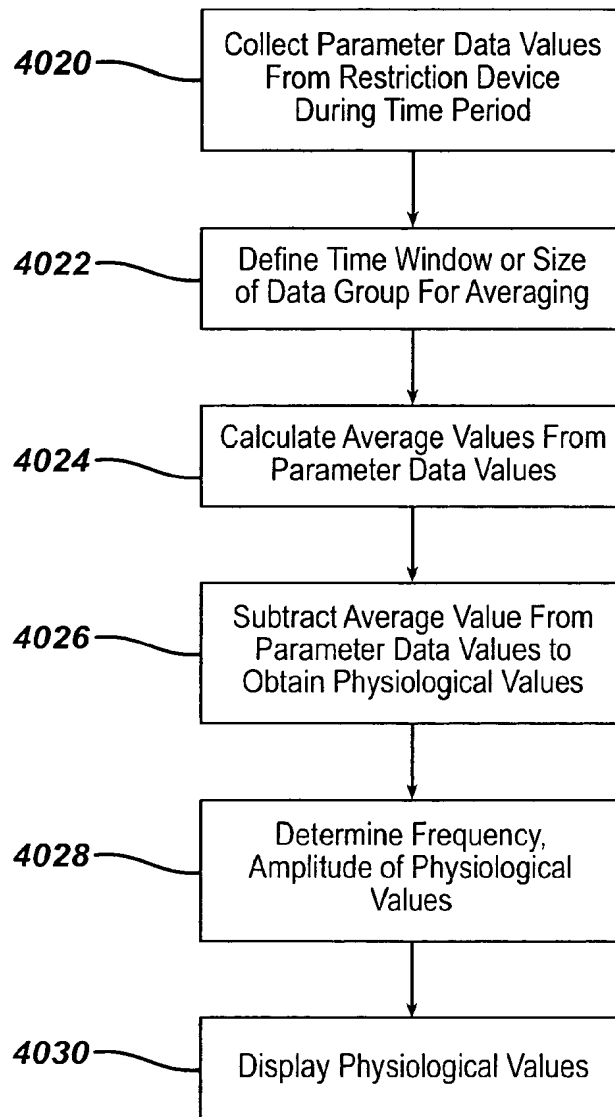 4020
Collect Parameter Data Values
From Restriction Device
During Time Period
4022
Define Time Window or Size
of Data Group For Averaging
4024
Calculate Average Values From
Parameter Data Values
4026
Subtract Average Value From
Parameter Data Values to
Obtain Physiological Values
4028
Determine Frequency,
Amplitude of Physiological
Values
4030
Display Physiological Values